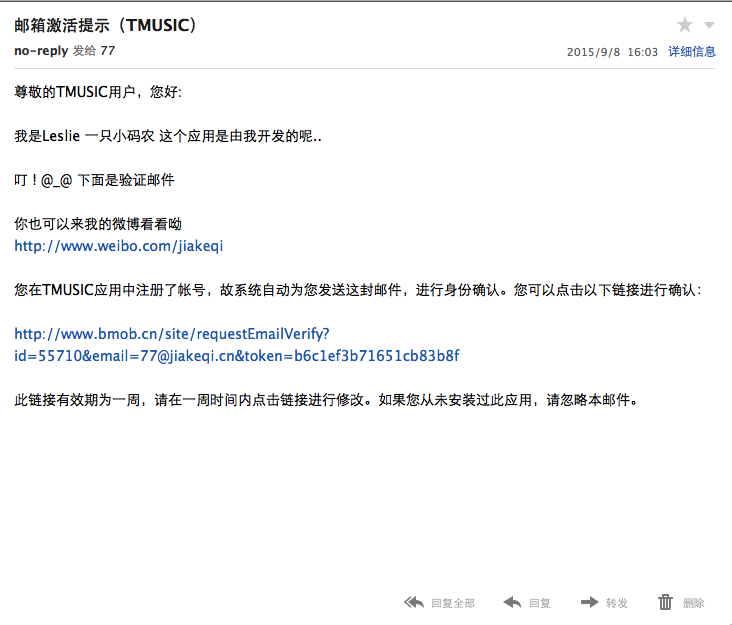 邮箱激活提示（TMUSIC）
no-reply 发给 77
2015/9/8 16:03 详细信息
尊敬的TMUSIC用户，您好:
我是Leslie 一只小码农 这个应用是由我开发的呢..
叮！@_@ 下面是验证邮件
你也可以来我的微博看看呦
http://www.weibo.com/jiakeqi
您在TMUSIC应用中注册了帐号，故系统自动为您发送这封邮件，进行身份确认。您可以点击以下链接进行确认：
http://www.bmob.cn/site/requestEmailVerify?
id=55710&email=77@jiakeqi.cn&token=b6c1ef3b71651cb83b8f
此链接有效期为一周，请在一周时间内点击链接进行修改。如果您从未安装过此应用，请忽略本邮件。
回复全部 回复 转发 删除